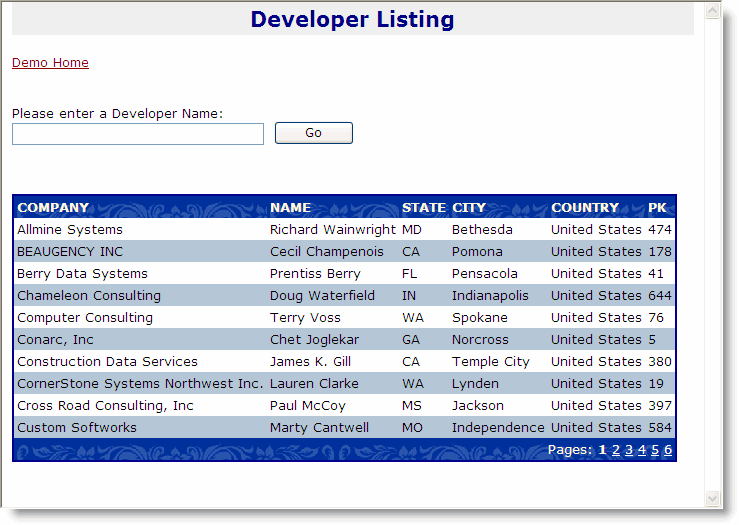 Developer Listing
Demo Home
Please enter a Developer Name:
Go
COMPANY NAME STATE CITY COUNTRY PK
Allmine Systems Richard Wainwright MD Bethesda United States 474
BEAUGENCY INC Cecil Champenois CA Pomona United States 178
Berry Data Systems Prentiss Berry FL Pensacola United States 41
Chameleon Consulting Doug Waterfield IN Indianapolis United States 644
Computer Consulting Terry Voss WA Spokane United States 76
Conarc, Inc Chet Joglekar GA Norcross United States 5
Construction Data Services James K. Gill CA Temple City United States 380
CornerStone Systems Northwest Inc. Lauren Clarke WA Lynden United States 19
Cross Road Consulting, Inc Paul McCoy MS Jackson United States 397
Custom Softworks Marty Cantwell MO Independence United States 584
Pages: 1 2 3 4 5 6